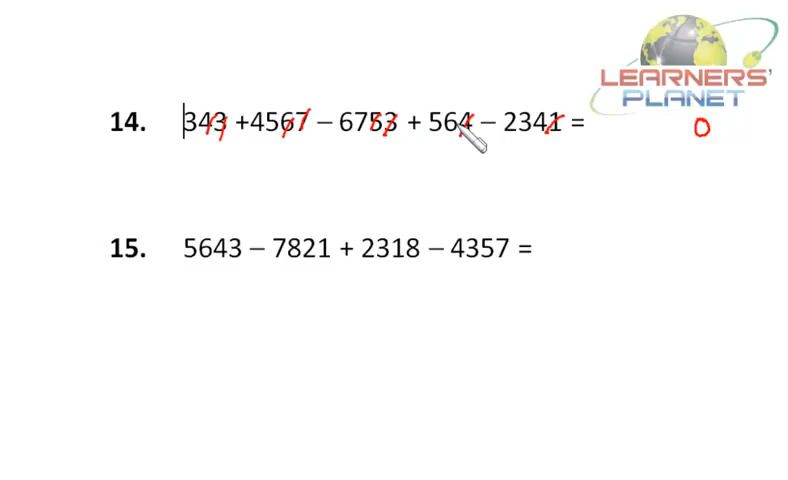 LEARNERS'
PLANET
14. 343 +4567 – 6753 + 564 – 2341 = 0
15. 5643 – 7821 + 2318 – 4357 =